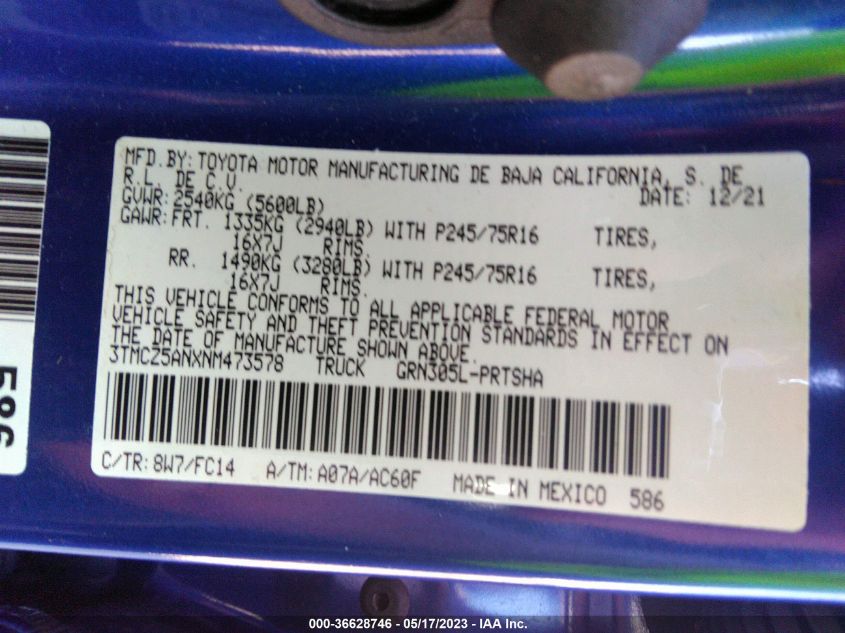 MFD.BY: TOYOTA MOTOR MANUFACTURING DE BAJA CALIFORNIA, S. DE
R.L. DE C.V.
DATE: 12/21
GVWR: 2540KG (5600LB)
GAWR: FRT. 1335KG (2940LB) WITH P245/75R16 TIRES,
16X7J RIMS.
RR. 1490KG (3280LB) WITH P245/75R16 TIRES,
16X7J RIMS.
THIS VEHICLE CONFORMS TO ALL APPLICABLE FEDERAL MOTOR
VEHICLE SAFETY AND THEFT PREVENTION STANDARDS IN EFFECT ON
THE DATE OF MANUFACTURE SHOWN ABOVE.
3TMCZ5ANXNM473578 TRUCK GRN305L-PRTSHA
C/TR: 8W7/FC14 A/TM: A07A/AC60F MADE IN MEXICO 586
586
000-36628746 - 05/17/2023 - IAA Inc.